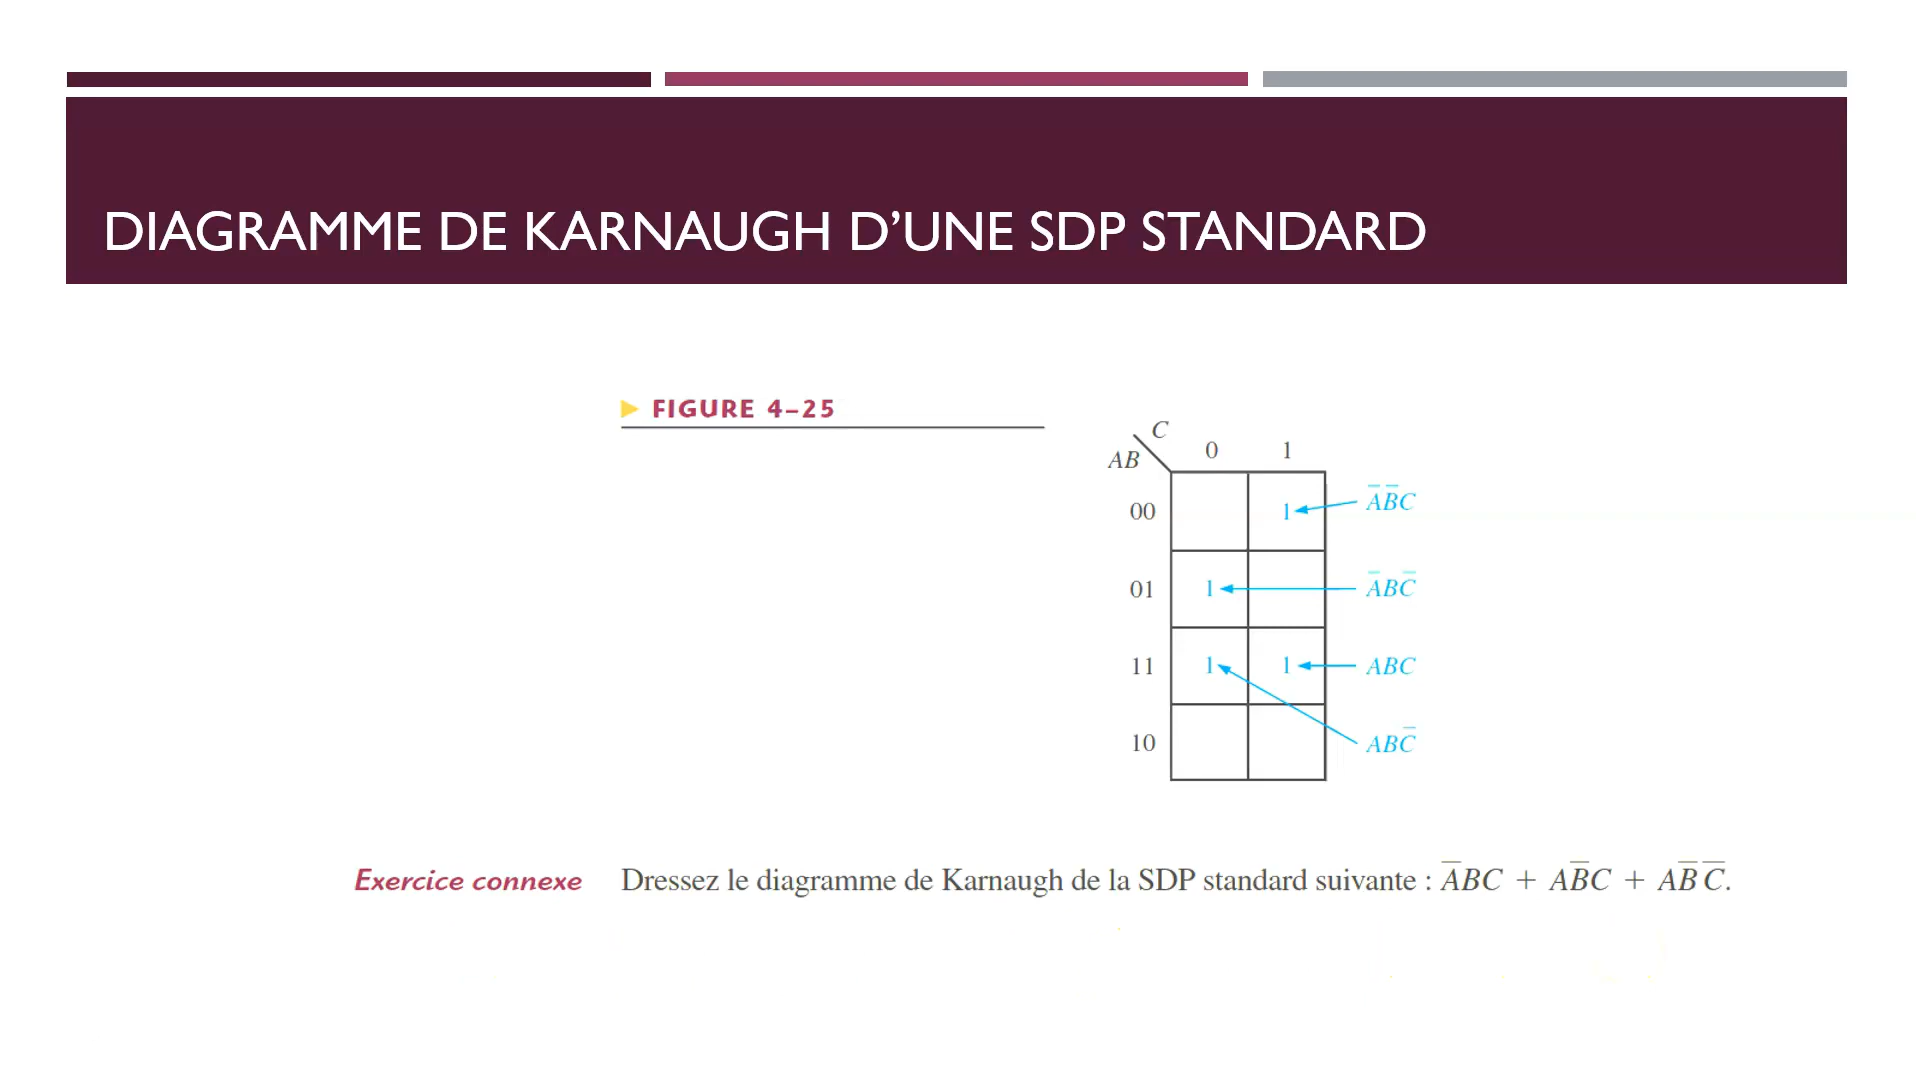 DIAGRAMME DE KARNAUGH D’UNE SDP STANDARD
▶ FIGURE 4–25
C
AB 0 1
00 1 A̅B̅C
01 1 A̅BC̅
11 1 1 ABC
10 ABC̅
Exercice connexe Dressez le diagramme de Karnaugh de la SDP standard suivante : A̅BC + AB̅C + AB̅ C̅.